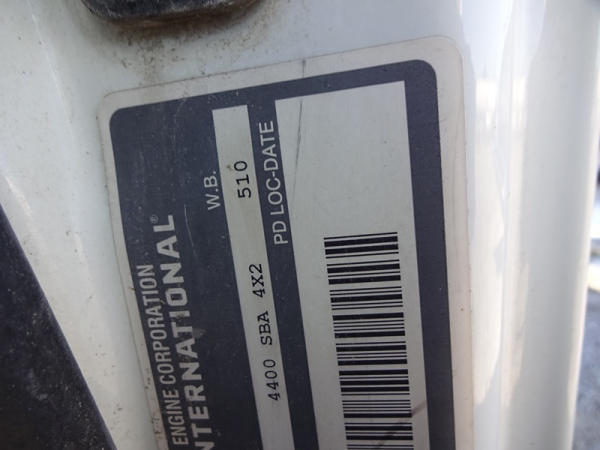 ENGINE CORPORATION
INTERNATIONAL®
W.B.
4400 SBA 4X2 510
PD LOC-DATE